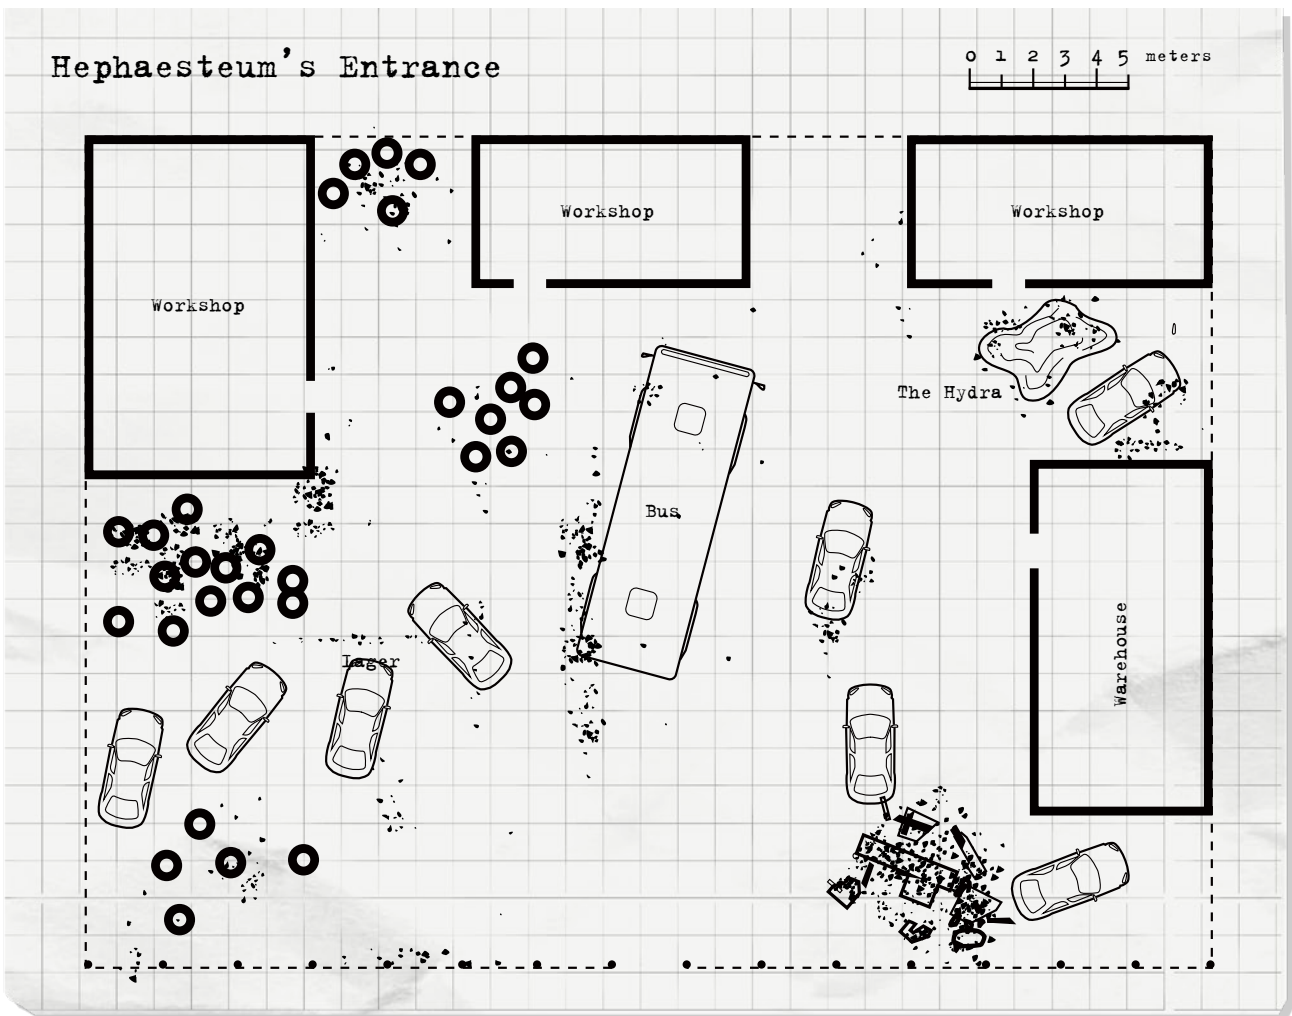 Hephaesteum's Entrance
0 1 2 3 4 5 meters
Workshop
Workshop
Workshop
The Hydra
Bus
Warehouse
Lager